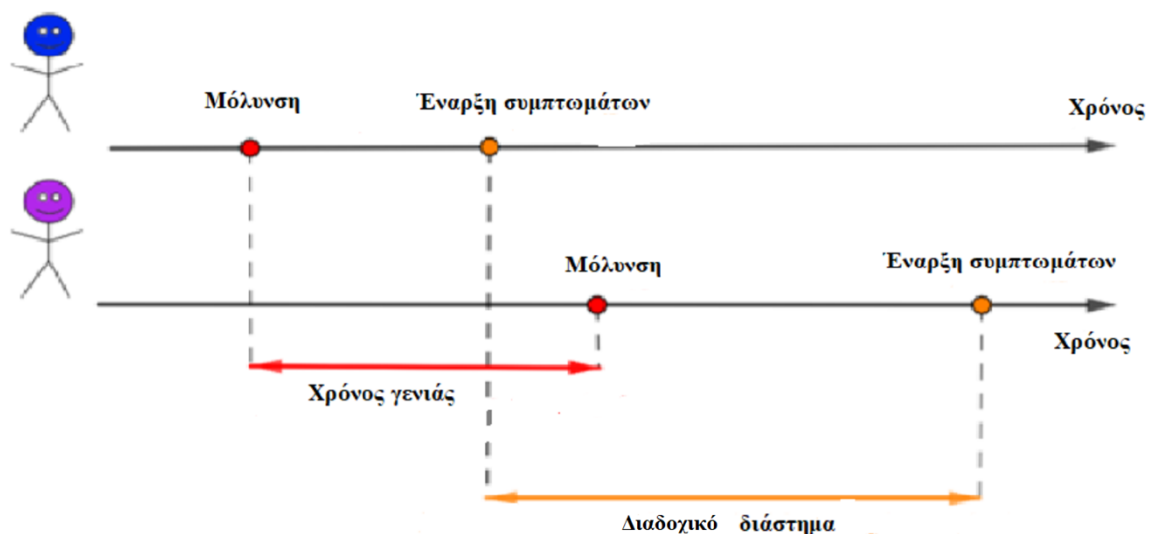 Μόλυνση
Έναρξη συμπτωμάτων
Χρόνος
Μόλυνση
Έναρξη συμπτωμάτων
Χρόνος
Χρόνος γενιάς
Διαδοχικό διάστημα